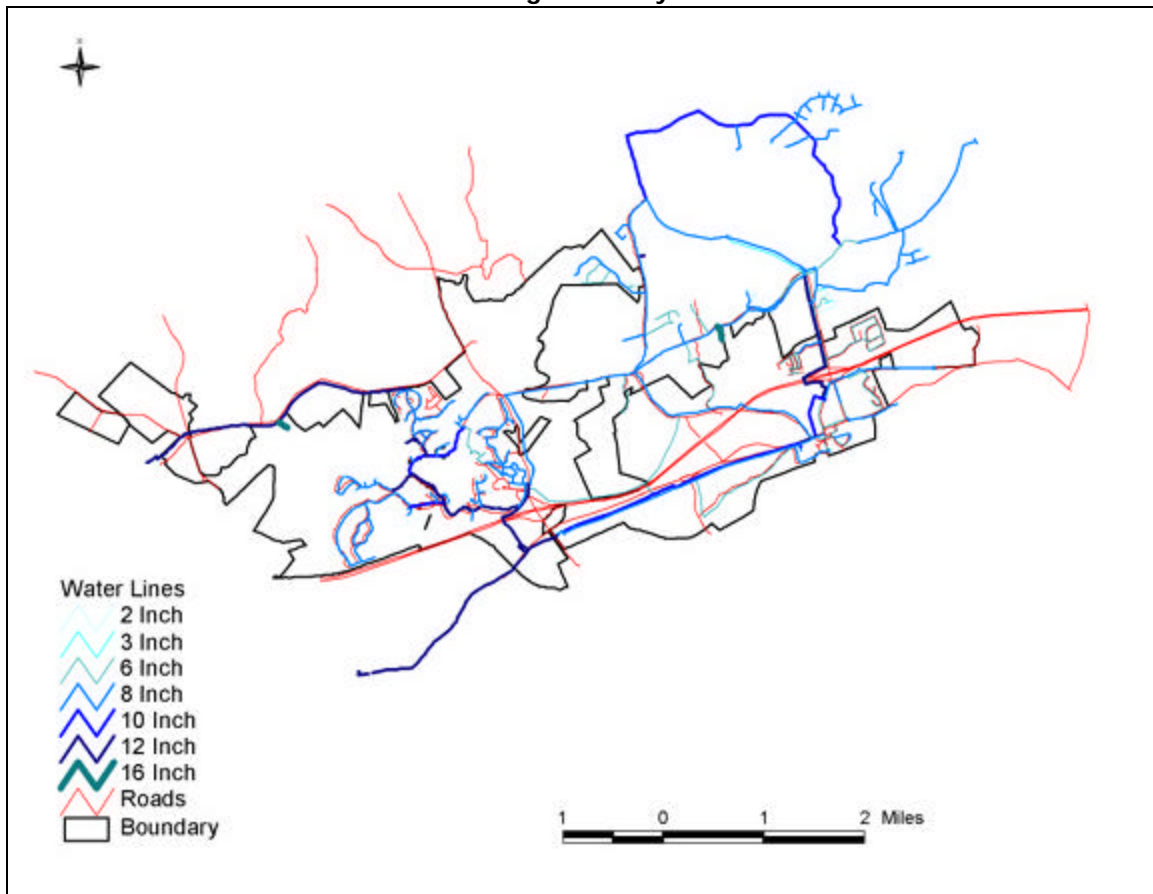 Water Lines
2 Inch
3 Inch
6 Inch
8 Inch
10 Inch
12 Inch
16 Inch
Roads
Boundary
1 0 1 2 Miles